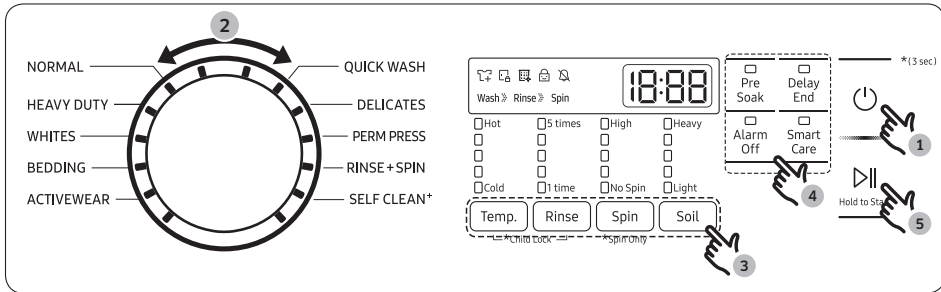 2
NORMAL
HEAVY DUTY
WHITES
BEDDING
ACTIVEWEAR
QUICK WASH
DELICATES
PERM PRESS
RINSE+SPIN
SELF CLEAN+
18:88
Wash » Rinse » Spin
Hot 5 times High Heavy
Cold 1 time No Spin Light
Temp. Rinse Spin Soil
*Child Lock *Spin Only
3
Pre Soak
Delay End
Alarm Off
Smart Care
4
*(3 sec)
1
Hold to
5